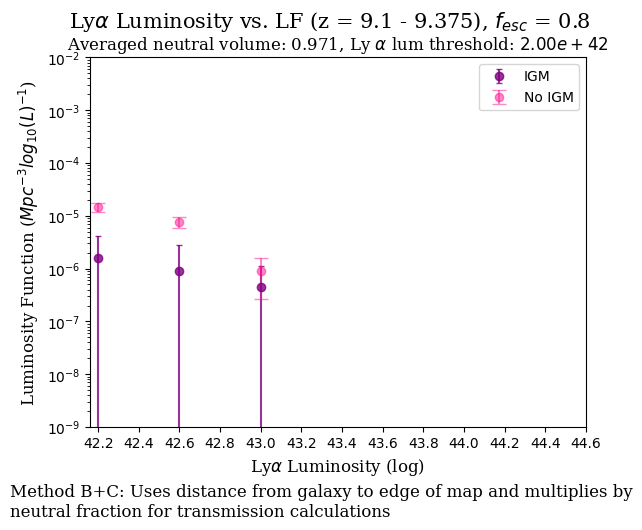 Lyα Luminosity vs. LF (z = 9.1 - 9.375), f_esc = 0.8
Averaged neutral volume: 0.971, Ly α lum threshold: 2.00e + 42
IGM
No IGM
Luminosity Function (Mpc⁻³log₁₀(L)⁻¹)
10⁻²
10⁻³
10⁻⁴
10⁻⁵
10⁻⁶
10⁻⁷
10⁻⁸
10⁻⁹
42.2 42.4 42.6 42.8 43.0 43.2 43.4 43.6 43.8 44.0 44.2 44.4 44.6
Lyα Luminosity (log)
Method B+C: Uses distance from galaxy to edge of map and multiplies by
neutral fraction for transmission calculations